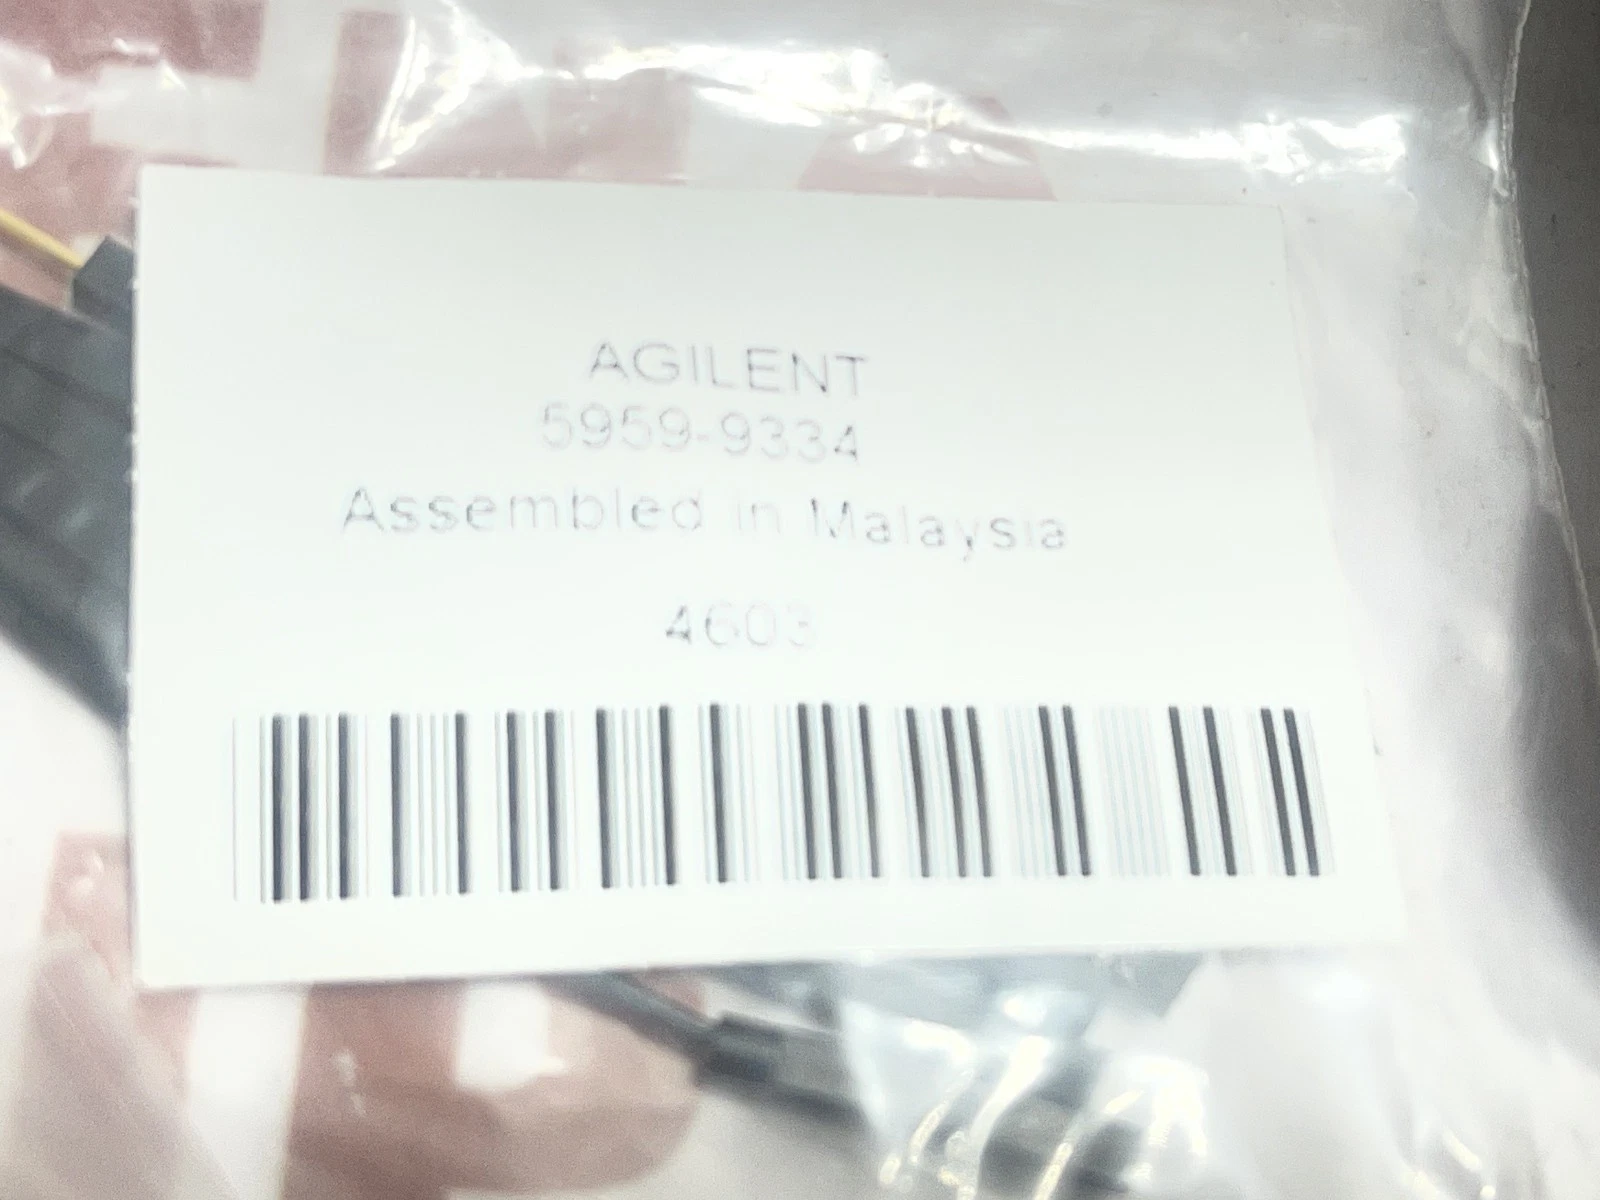 AGILENT
5959-9334
Assembled in Malaysia
4603